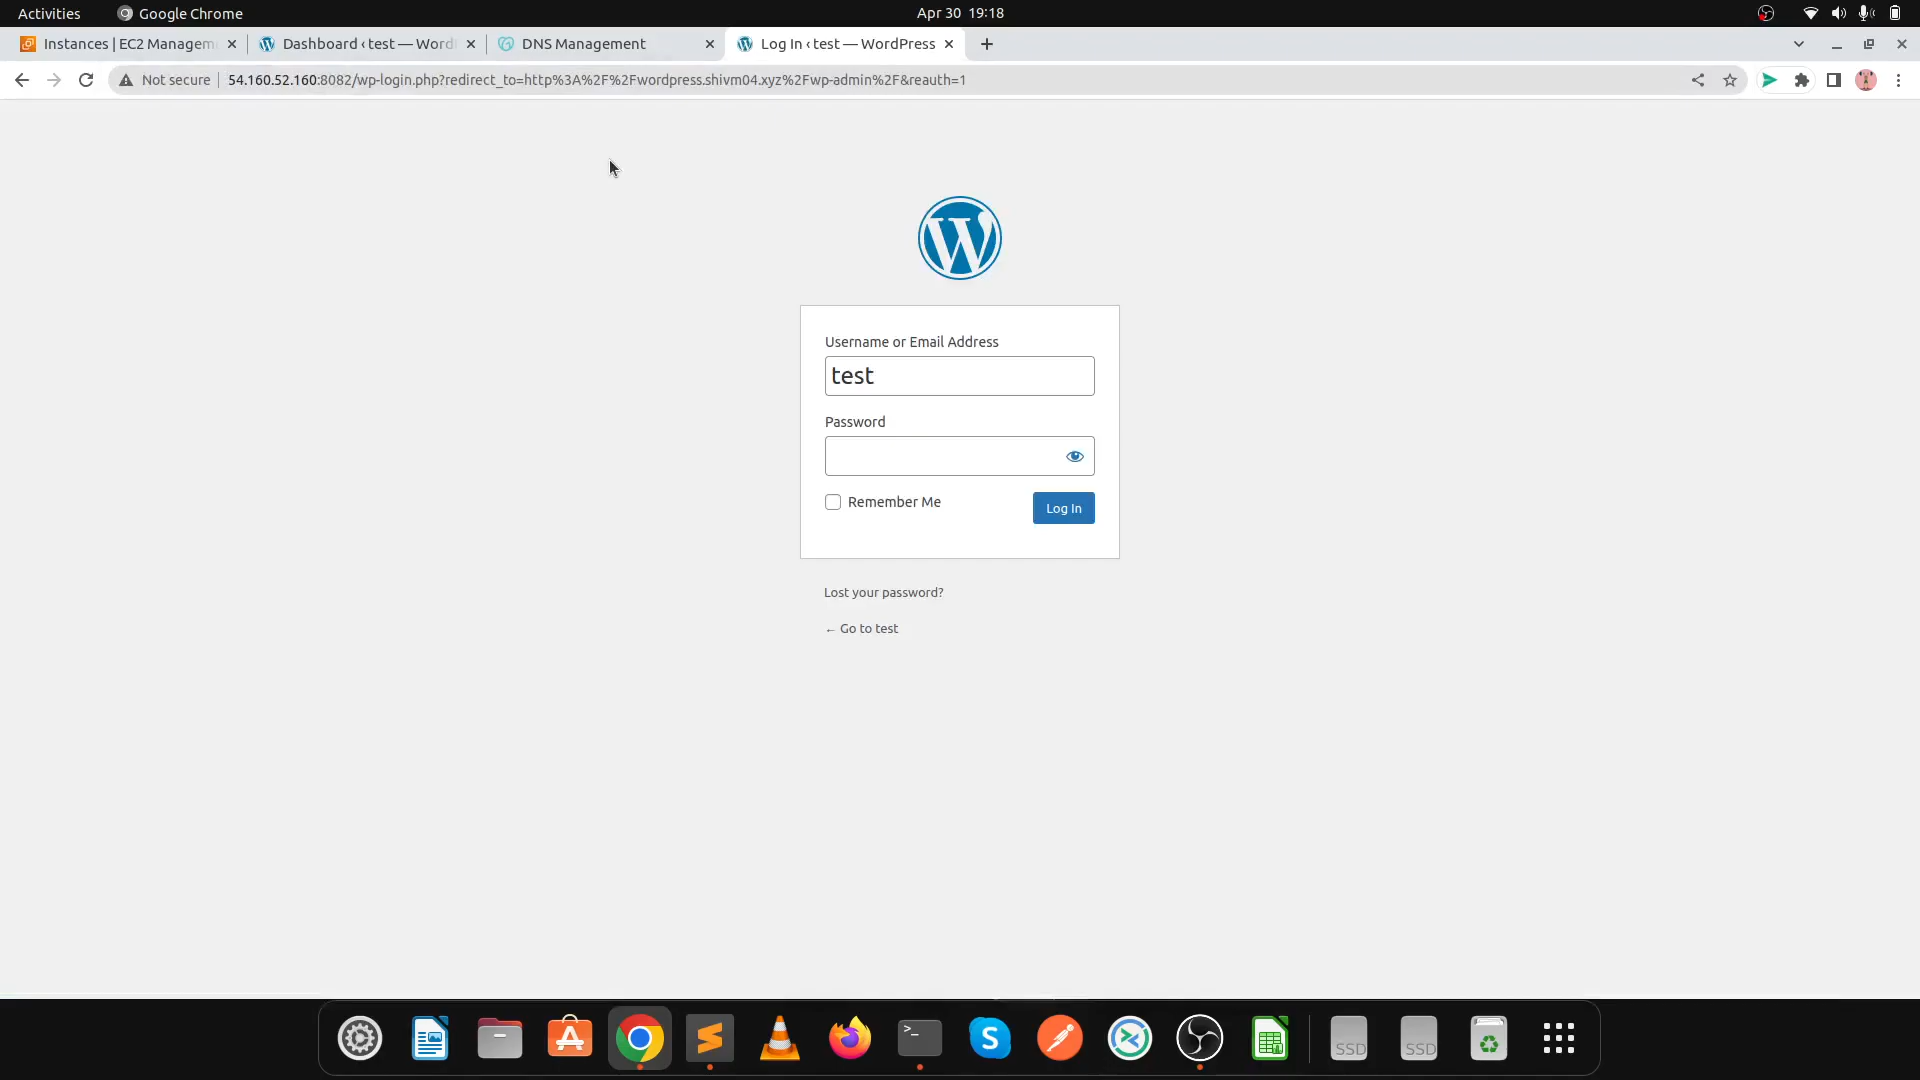 Activities
Google Chrome
Apr 30 19:18
Instances | EC2 Managem
Dashboard ‹ test — Word
DNS Management
Log In ‹ test — WordPress
Not secure
54.160.52.160:8082/wp-login.php?redirect_to=http%3A%2F%2Fwordpress.shivm04.xyz%2Fwp-admin%2F&reauth=1
Username or Email Address
test
Password
Remember Me
Log In
Lost your password?
← Go to test
SSD
SSD